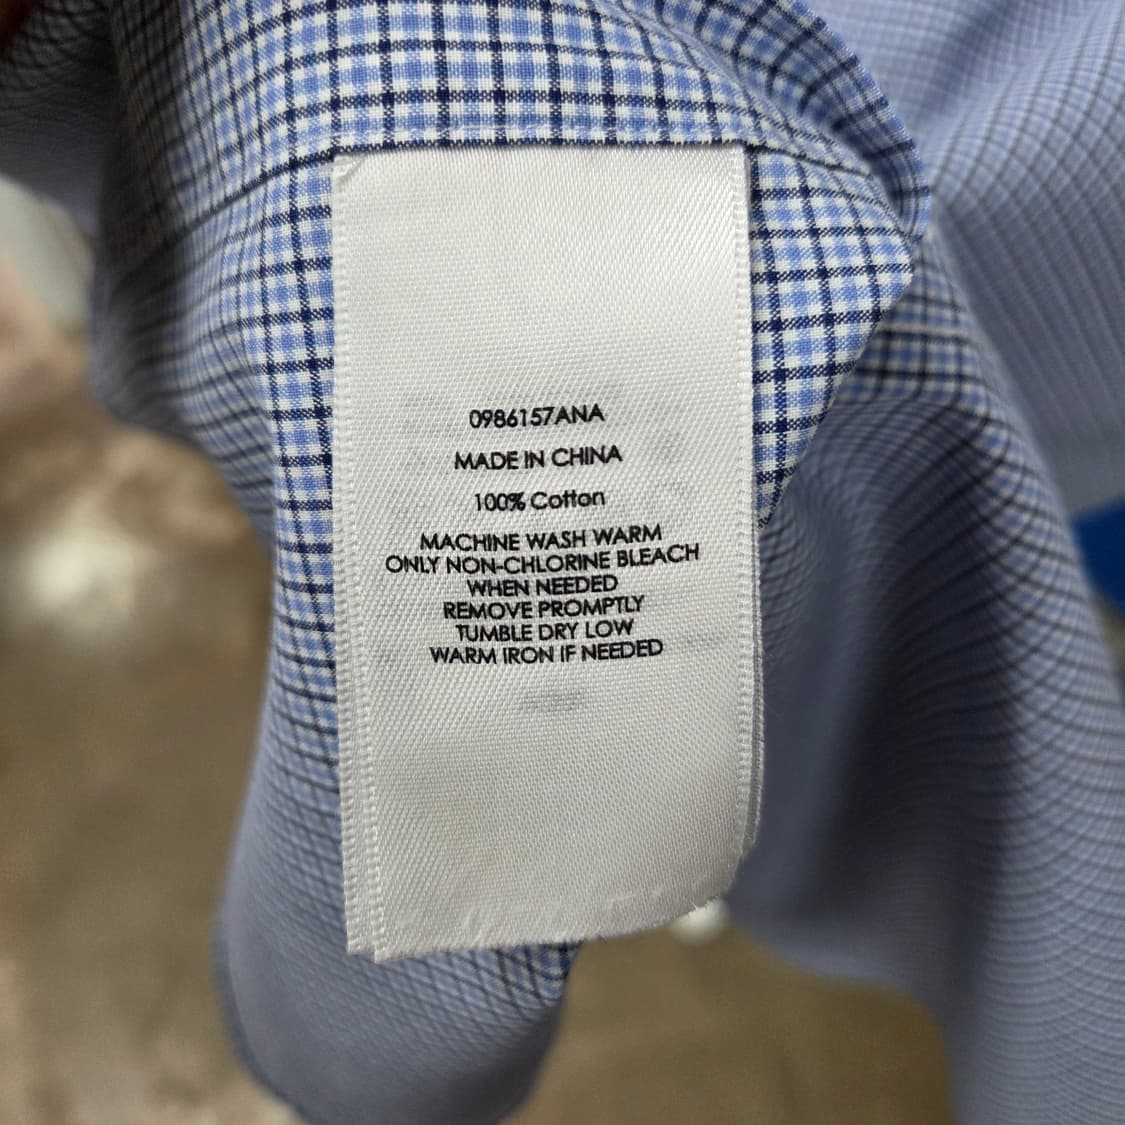 0986157ANA
MADE IN CHINA
100% Cotton
MACHINE WASH WARM
ONLY NON-CHLORINE BLEACH
WHEN NEEDED
REMOVE PROMPTLY
TUMBLE DRY LOW
WARM IRON IF NEEDED